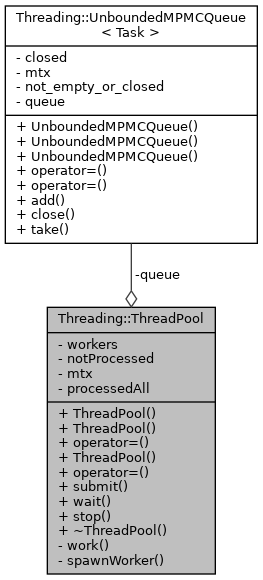 Threading::UnboundedMPMCQueue
< Task >
- closed
- mtx
- not_empty_or_closed
- queue
+ UnboundedMPMCQueue()
+ UnboundedMPMCQueue()
+ UnboundedMPMCQueue()
+ operator=()
+ operator=()
+ add()
+ close()
+ take()
-queue
Threading::ThreadPool
- workers
- notProcessed
- mtx
- processedAll
+ ThreadPool()
+ ThreadPool()
+ operator=()
+ ThreadPool()
+ operator=()
+ submit()
+ wait()
+ stop()
+ ~ThreadPool()
- work()
- spawnWorker()